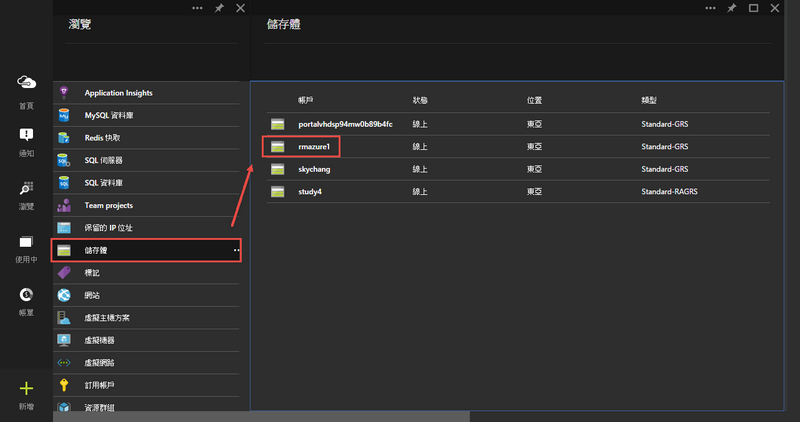 瀏覽
儲存體
首頁
通知
瀏覽
使用中
帳單
新增
Application Insights
MySQL 資料庫
Redis 快取
SQL 伺服器
SQL 資料庫
Team projects
保留的 IP 位址
儲存體
標記
網站
虛擬主機方案
虛擬機器
虛擬網路
訂用帳戶
資源群組
帳戶 狀態 位置 類型
portalvhdsp94mw0b89b4fc 線上 東亞 Standard-GRS
rmazure1 線上 東亞 Standard-GRS
skychang 線上 東亞 Standard-GRS
study4 線上 東亞 Standard-RAGRS